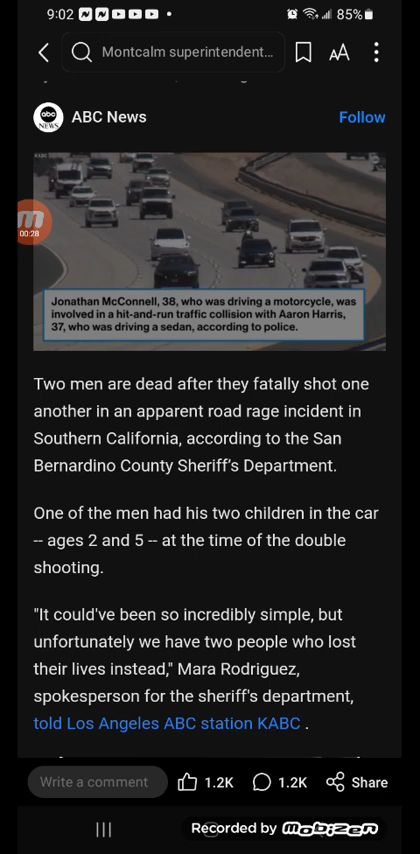 9:02
85%
Montcalm superintendent...
AA
abc
NEWS
ABC News
Follow
00:28
Jonathan McConnell, 38, who was driving a motorcycle, was
involved in a hit-and-run traffic collision with Aaron Harris,
37, who was driving a sedan, according to police.
Two men are dead after they fatally shot one
another in an apparent road rage incident in
Southern California, according to the San
Bernardino County Sheriff's Department.
One of the men had his two children in the car
-- ages 2 and 5 -- at the time of the double
shooting.
"It could've been so incredibly simple, but
unfortunately we have two people who lost
their lives instead," Mara Rodriguez,
spokesperson for the sheriff's department,
told Los Angeles ABC station KABC .
Write a comment
1.2K
1.2K
Share
Recorded by mobizen